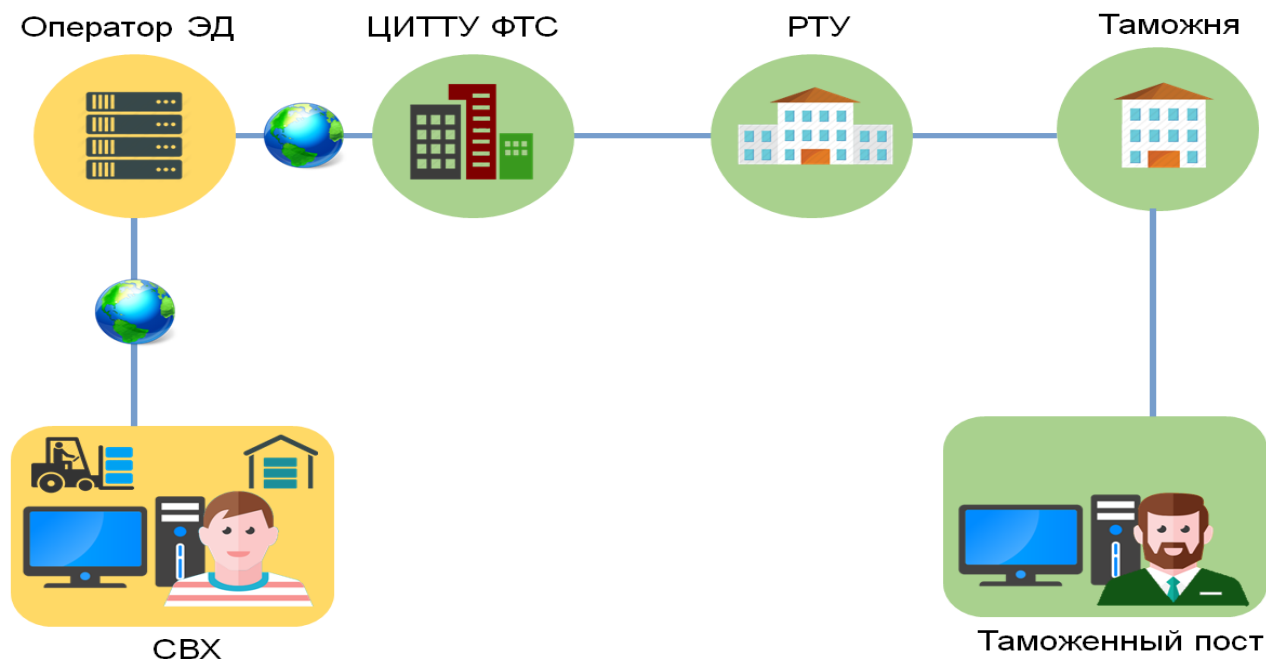 Оператор ЭД
ЦИТТУ ФТС
РТУ
Таможня
СВХ
Таможенный пост